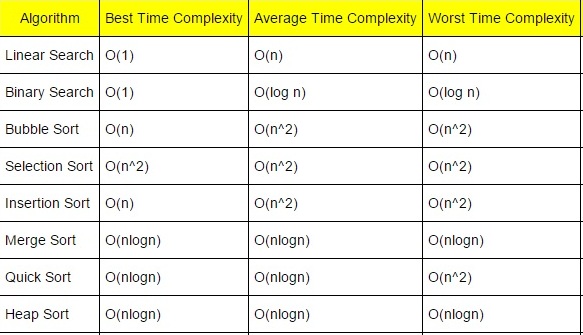 Algorithm Best Time Complexity Average Time Complexity Worst Time Complexity
Linear Search O(1) O(n) O(n)
Binary Search O(1) O(log n) O(log n)
Bubble Sort O(n) O(n^2) O(n^2)
Selection Sort O(n^2) O(n^2) O(n^2)
Insertion Sort O(n) O(n^2) O(n^2)
Merge Sort O(nlogn) O(nlogn) O(nlogn)
Quick Sort O(nlogn) O(nlogn) O(n^2)
Heap Sort O(nlogn) O(nlogn) O(nlogn)